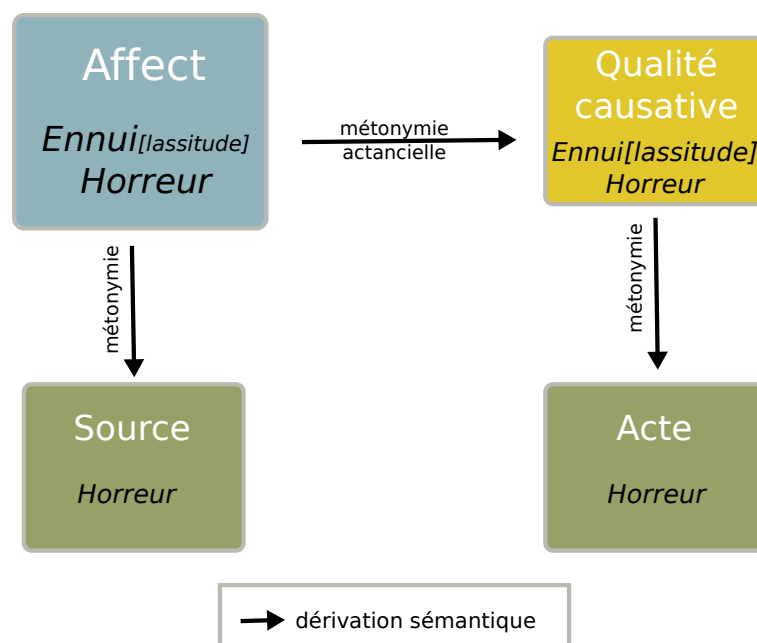 Affect
Ennui[lassitude]
Horreur
métonymie
actancielle
Qualité
causative
Ennui[lassitude]
Horreur
métonymie
métonymie
Source
Horreur
Acte
Horreur
dérivation sémantique